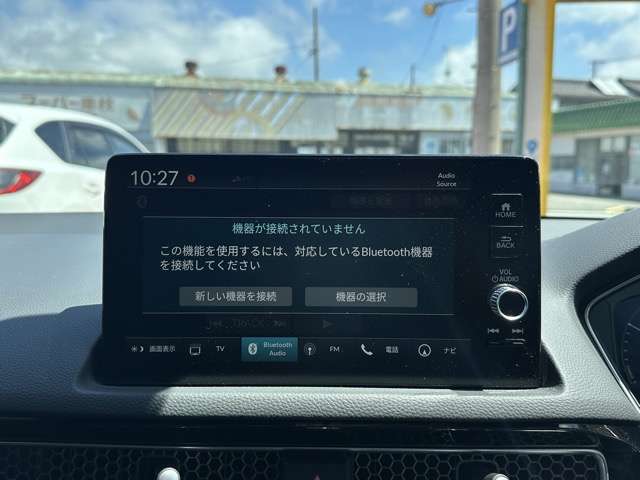 P
10:27
Audio
Source
HOME
機器が接続されていません
BACK
この機能を使用するには、対応しているBluetooth機器
を接続してください
VOL
AUDIO
新しい機器を接続
機器の選択
画面表示
TV
Bluetooth
Audio
FM
電話
ナビ